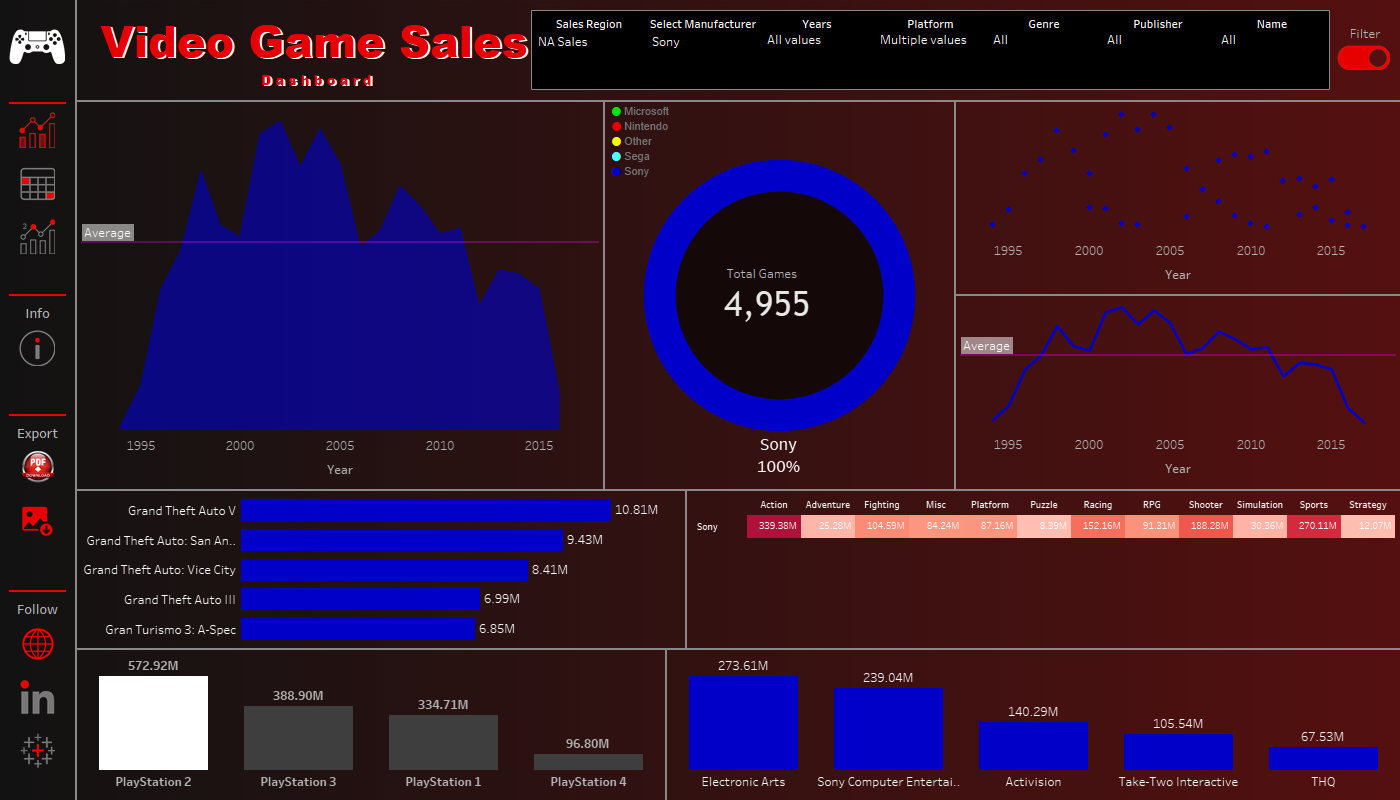 Video Game Sales
Dashboard
Sales Region
NA Sales
Select Manufacturer
Sony
Years
All values
Platform
Multiple values
Genre
All
Publisher
All
Name
All
Filter
Info
Export
PDF
DOWNLOAD
Follow
in
2
Average
1995 2000 2005 2010 2015
Year
Microsoft
Nintendo
Other
Sega
Sony
Total Games
4,955
Sony
100%
1995 2000 2005 2010 2015
Year
Average
1995 2000 2005 2010 2015
Year
Grand Theft Auto V 10.81M
Grand Theft Auto: San An.. 9.43M
Grand Theft Auto: Vice City 8.41M
Grand Theft Auto III 6.99M
Gran Turismo 3: A-Spec 6.85M
Action Adventure Fighting Misc Platform Puzzle Racing RPG Shooter Simulation Sports Strategy
Sony 339.38M 25.28M 104.59M 84.24M 87.16M 8.39M 152.16M 91.31M 188.28M 30.36M 270.11M 12.07M
572.92M 388.90M 334.71M 96.80M
PlayStation 2 PlayStation 3 PlayStation 1 PlayStation 4
273.61M 239.04M 140.29M 105.54M 67.53M
Electronic Arts Sony Computer Entertai.. Activision Take-Two Interactive THQ